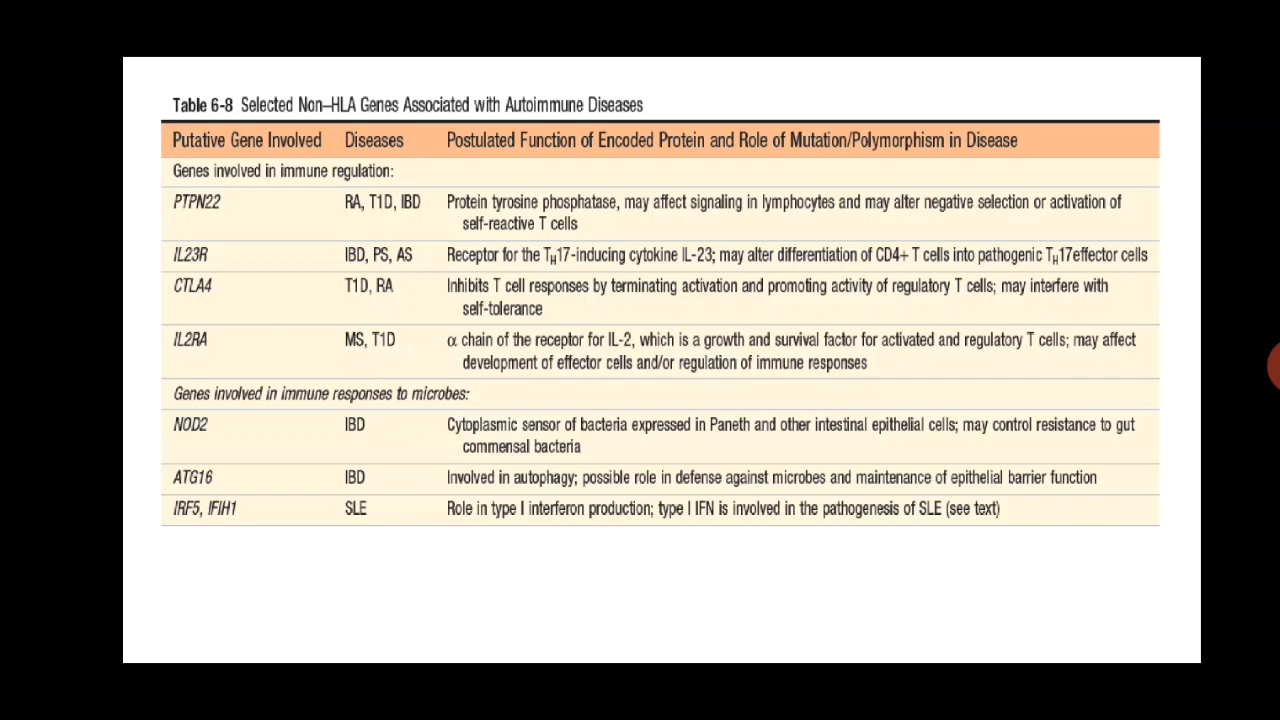 Table 6-8 Selected Non–HLA Genes Associated with Autoimmune Diseases
Putative Gene Involved Diseases Postulated Function of Encoded Protein and Role of Mutation/Polymorphism in Disease
Genes involved in immune regulation:
PTPN22 RA, T1D, IBD Protein tyrosine phosphatase, may affect signaling in lymphocytes and may alter negative selection or activation of
self-reactive T cells
IL23R IBD, PS, AS Receptor for the TH17-inducing cytokine IL-23; may alter differentiation of CD4+ T cells into pathogenic TH17effector cells
CTLA4 T1D, RA Inhibits T cell responses by terminating activation and promoting activity of regulatory T cells; may interfere with
self-tolerance
IL2RA MS, T1D α chain of the receptor for IL-2, which is a growth and survival factor for activated and regulatory T cells; may affect
development of effector cells and/or regulation of immune responses
Genes involved in immune responses to microbes:
NOD2 IBD Cytoplasmic sensor of bacteria expressed in Paneth and other intestinal epithelial cells; may control resistance to gut
commensal bacteria
ATG16 IBD Involved in autophagy; possible role in defense against microbes and maintenance of epithelial barrier function
IRF5, IFIH1 SLE Role in type I interferon production; type I IFN is involved in the pathogenesis of SLE (see text)